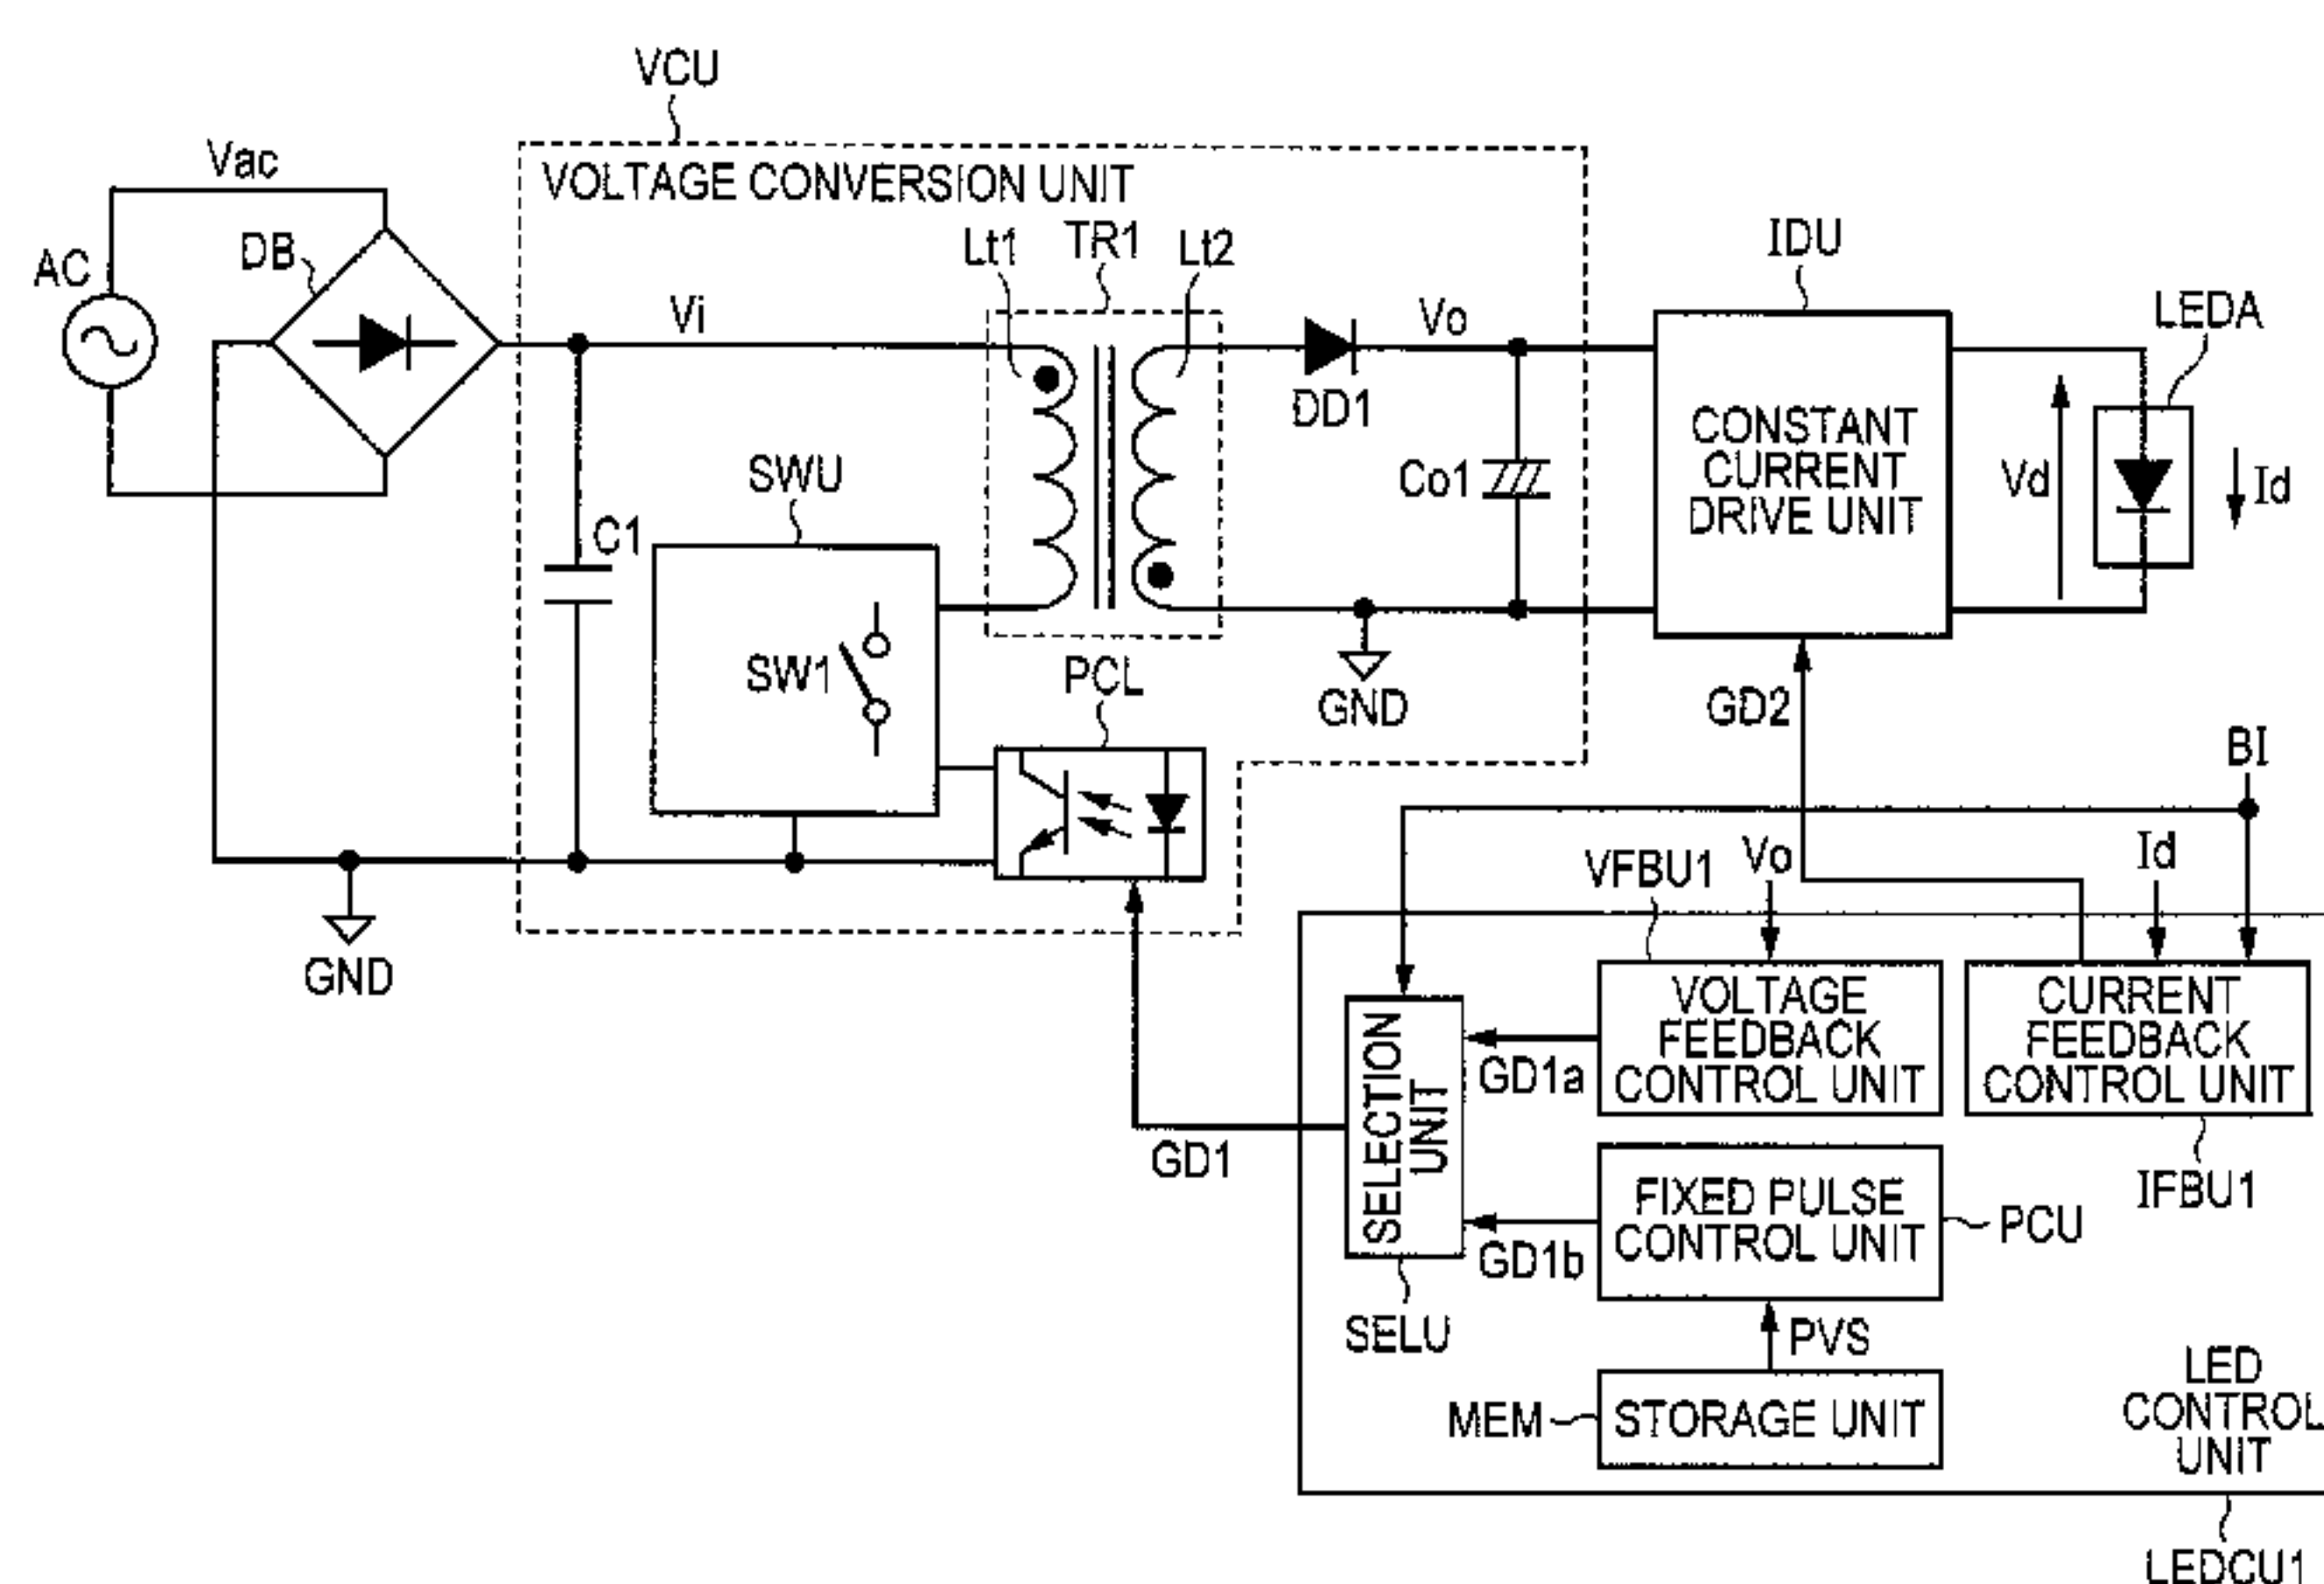 VCU
Vac
VOLTAGE CONVERSION UNIT
AC
DB
Lt1
TR1
Lt2
IDU
LEDA
Vi
Vo
DD1
CONSTANT
CURRENT
DRIVE UNIT
Vd
Id
Co1
SWU
C1
SW1
PCL
GND
GD2
BI
GND
VFBU1
Vo
Id
VOLTAGE
FEEDBACK
CONTROL UNIT
CURRENT
FEEDBACK
CONTROL UNIT
SELECTION
UNIT
GD1a
GD1
FIXED PULSE
CONTROL UNIT
PCU
IFBU1
GD1b
SELU
PVS
MEM
STORAGE UNIT
LED
CONTROL
UNIT
LEDCU1